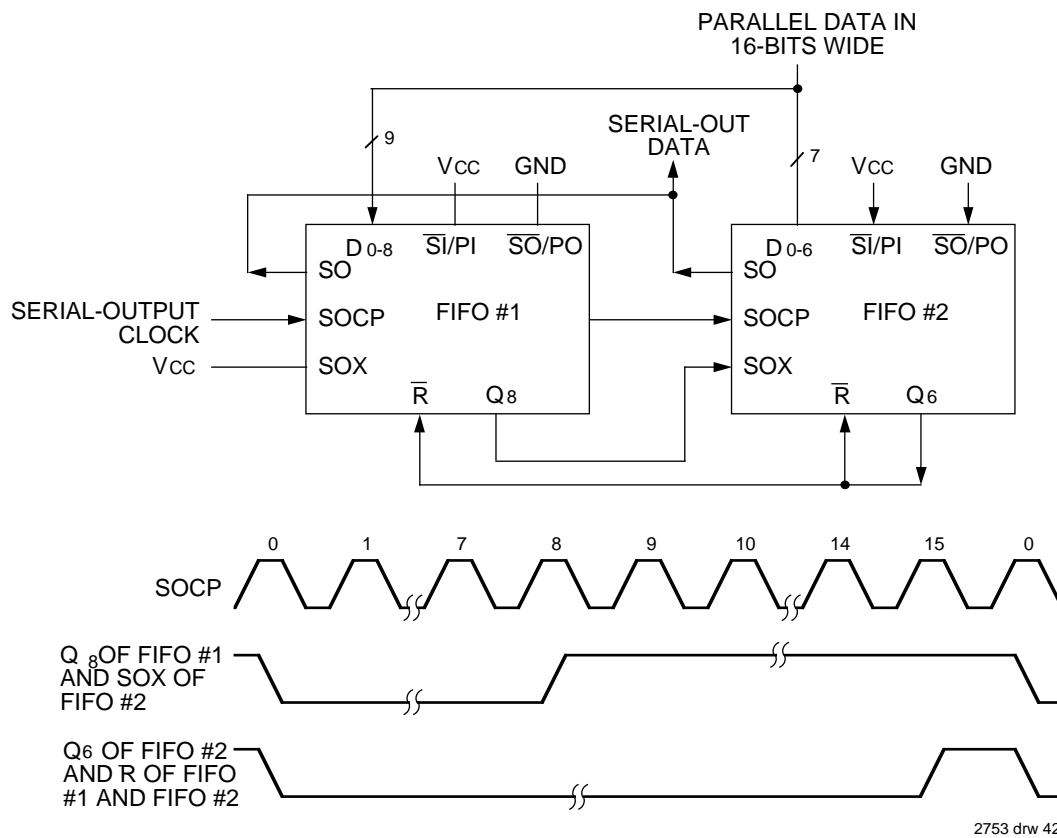 PARALLEL DATA IN
16-BITS WIDE
9
SERIAL-OUT
DATA
7
VCC
GND
VCC
GND
D 0-8
SI/PI
SO/PO
D 0-6
SI/PI
SO/PO
SO
SO
SERIAL-OUTPUT
CLOCK
SOCP
FIFO #1
SOCP
FIFO #2
VCC
SOX
SOX
R
Q 8
R
Q 6
0
1
7
8
9
10
14
15
0
SOCP
Q 8OF FIFO #1
AND SOX OF
FIFO #2
Q6 OF FIFO #2
AND R OF FIFO
#1 AND FIFO #2
2753 drw 42